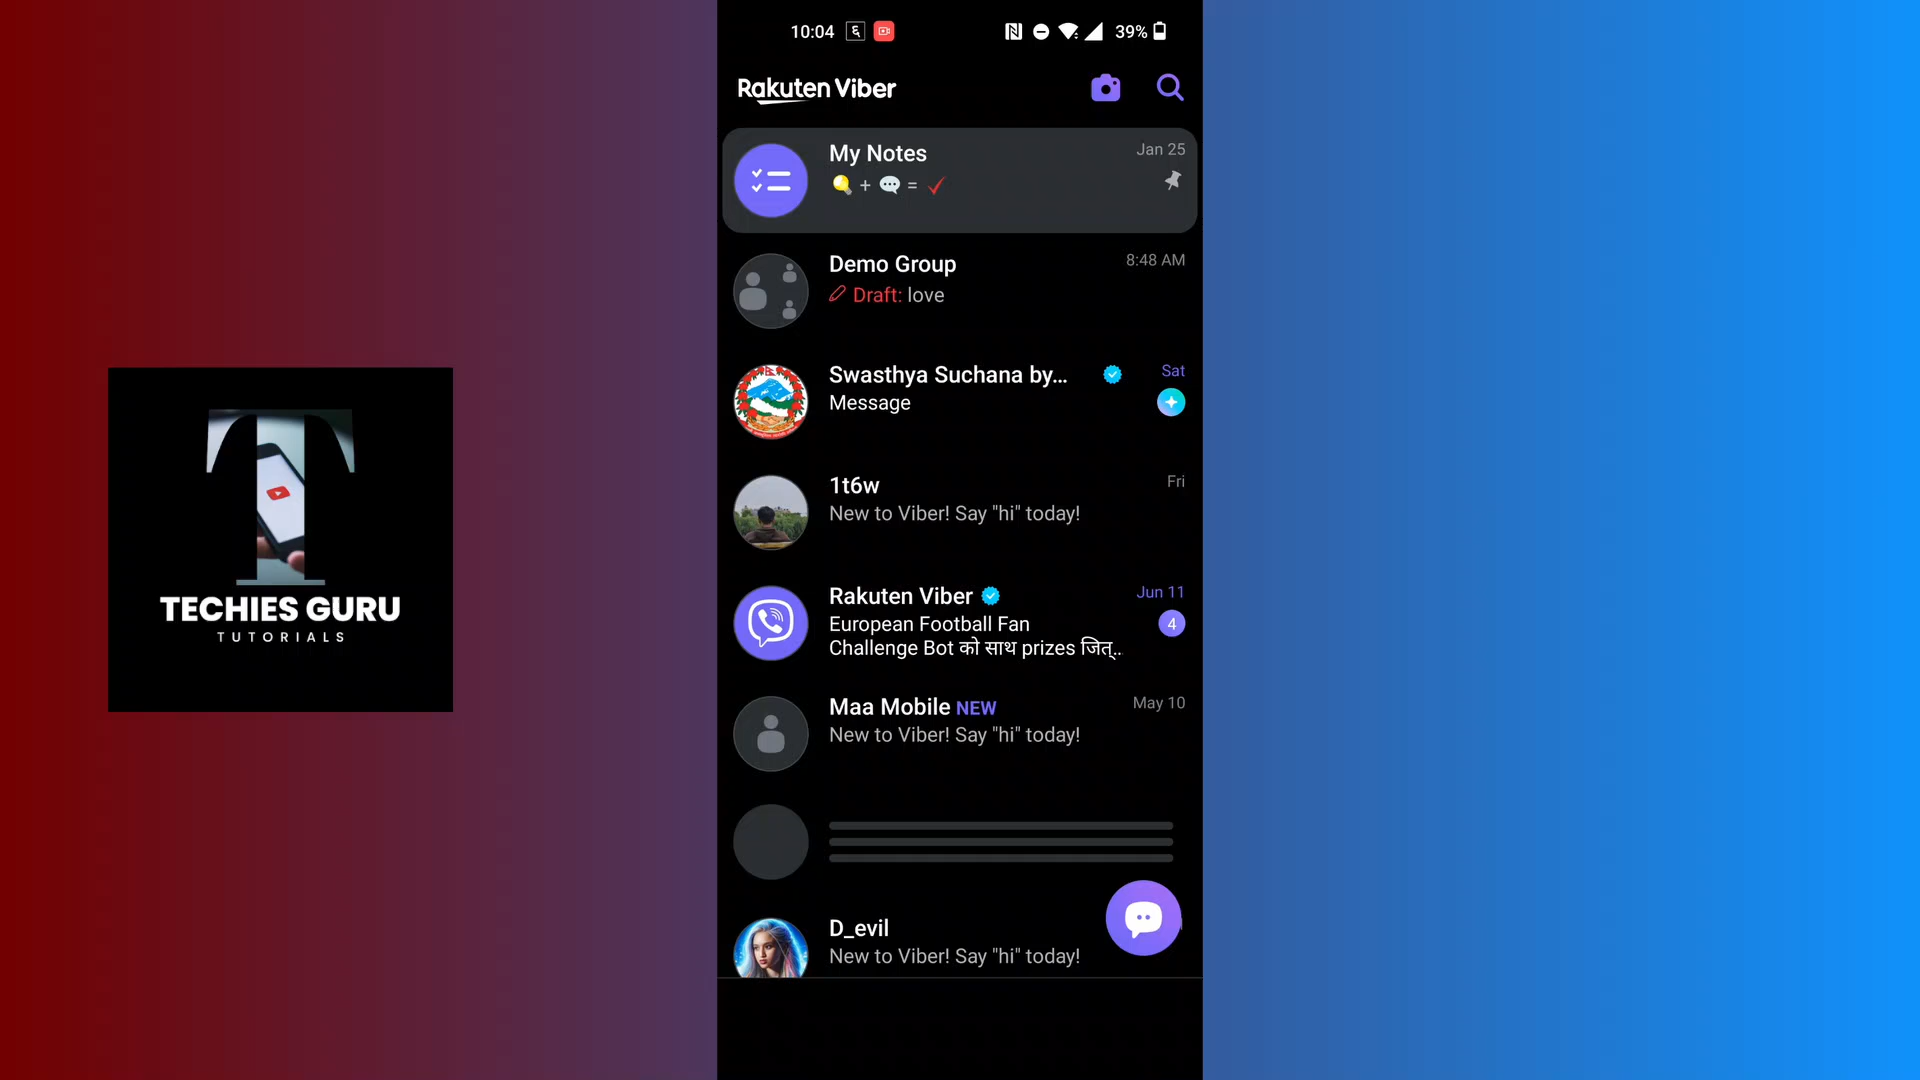 10:04
39%
Rakuten Viber
My Notes
Jan 25
+ =
Demo Group
8:48 AM
Draft: love
Swasthya Suchana by...
Sat
Message
1t6w
Fri
New to Viber! Say "hi" today!
Rakuten Viber
Jun 11
European Football Fan
4
Challenge Bot को साथ prizes जित्...
Maa Mobile NEW
May 10
New to Viber! Say "hi" today!
D_evil
New to Viber! Say "hi" today!
T
TECHIES GURU
TUTORIALS